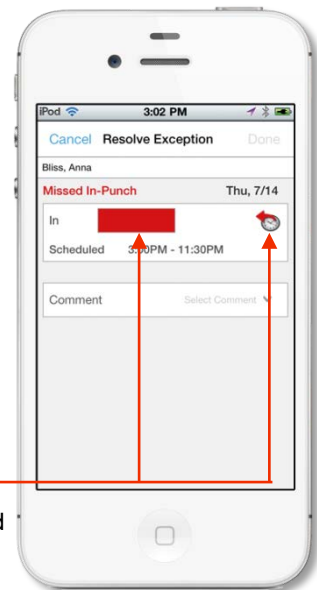 iPod 3:02 PM
Cancel Resolve Exception Done
Bliss, Anna
Missed In-Punch Thu, 7/14
In
Scheduled 3:00PM - 11:30PM
Comment Select Comment